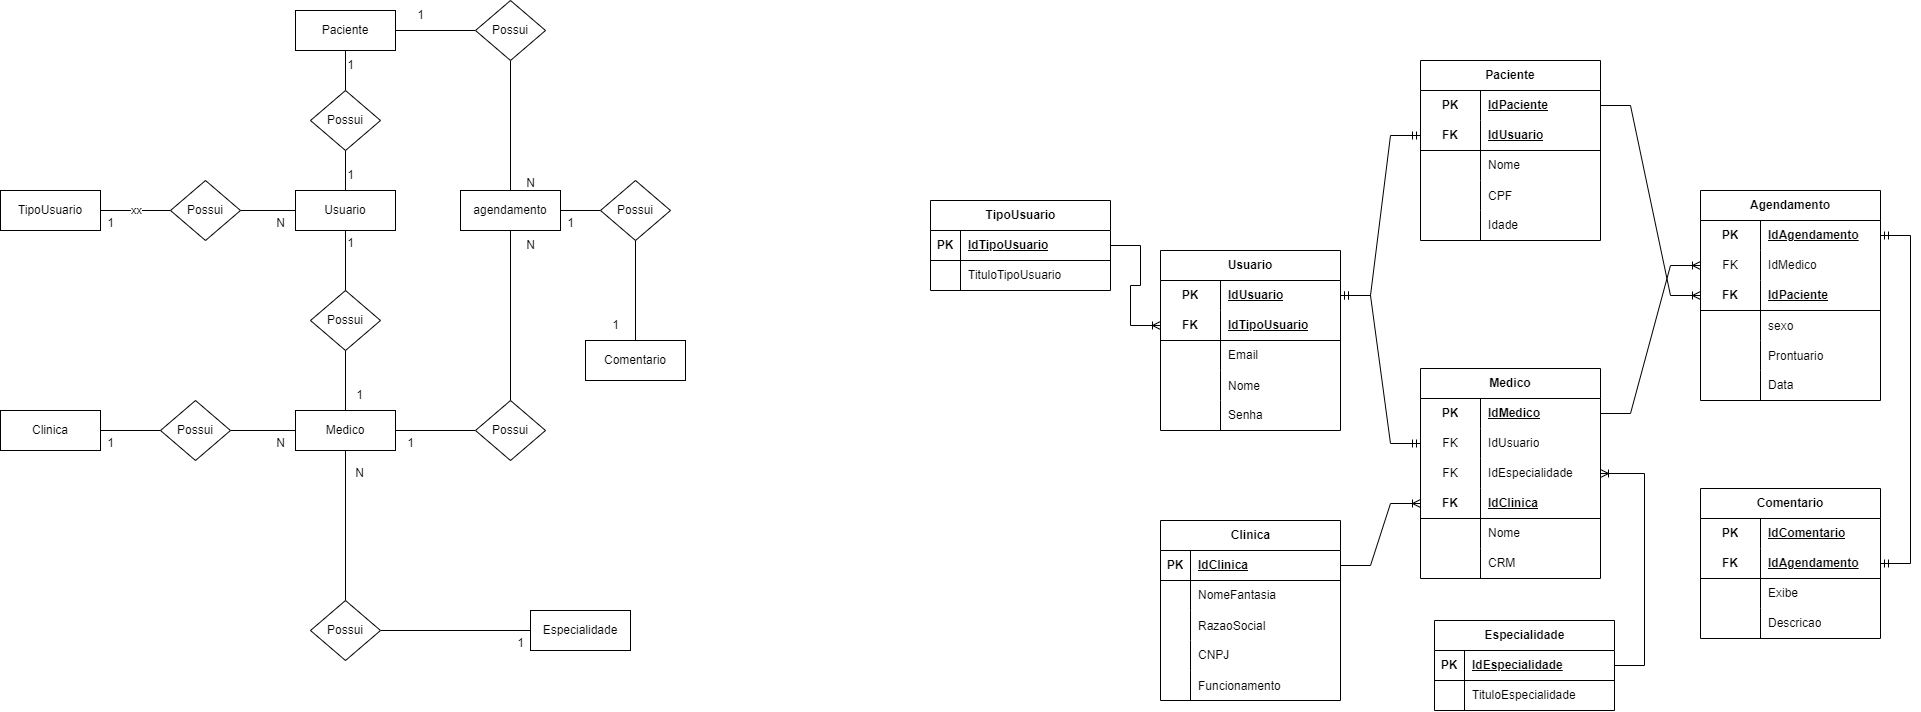 Paciente
1
Possui
1
Possui
1
N
TipoUsuario
1
xx
Possui
N
Usuario
agendamento
1
Possui
1
N
Possui
1
Comentario
1
Clinica
1
Possui
N
Medico
1
Possui
N
Possui
1
Especialidade
TipoUsuario
PK IdTipoUsuario
TituloTipoUsuario
Usuario
PK IdUsuario
FK IdTipoUsuario
Email
Nome
Senha
Clinica
PK IdClinica
NomeFantasia
RazaoSocial
CNPJ
Funcionamento
Paciente
PK IdPaciente
FK IdUsuario
Nome
CPF
Idade
Medico
PK IdMedico
FK IdUsuario
FK IdEspecialidade
FK IdClinica
Nome
CRM
Especialidade
PK IdEspecialidade
TituloEspecialidade
Agendamento
PK IdAgendamento
FK IdMedico
FK IdPaciente
sexo
Prontuario
Data
Comentario
PK IdComentario
FK IdAgendamento
Exibe
Descricao